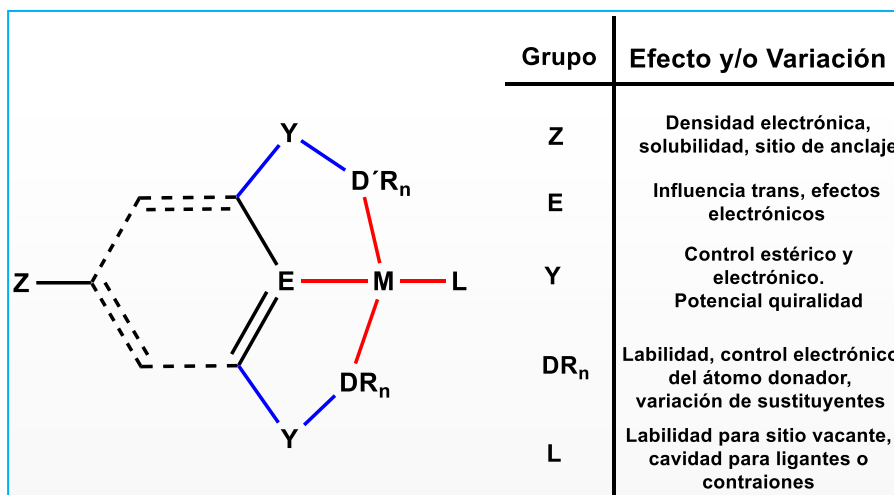 Grupo Efecto y/o Variación
Z Densidad electrónica,
solubilidad, sitio de anclaje
E Influencia trans, efectos
electrónicos
Y Control estérico y
electrónico.
Potencial quiralidad
DRn Labilidad, control electrónico
del átomo donador,
variación de sustituyentes
L Labilidad para sitio vacante,
cavidad para ligantes o
contraiones
Y
D´Rn
Z E M L
DRn
Y